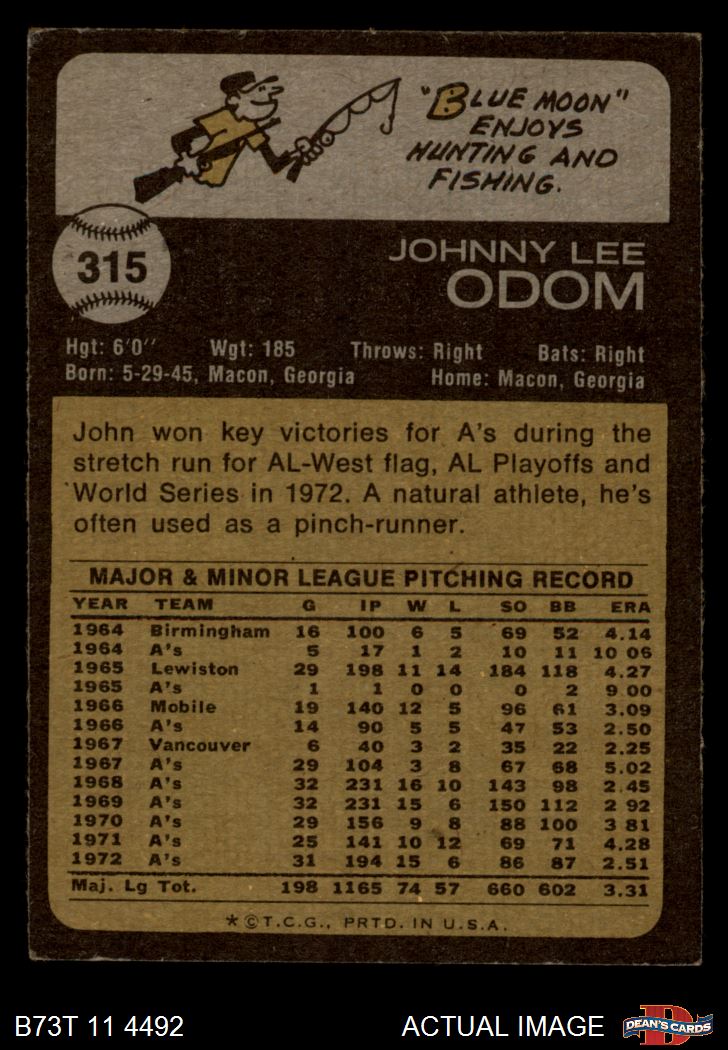 "BLUE MOON"
ENJOYS
HUNTING AND
FISHING.
315
JOHNNY LEE
ODOM
Hgt: 6'0'' Wgt: 185 Throws: Right Bats: Right
Born: 5-29-45, Macon, Georgia Home: Macon, Georgia
John won key victories for A's during the
stretch run for AL-West flag, AL Playoffs and
World Series in 1972. A natural athlete, he's
often used as a pinch-runner.
MAJOR & MINOR LEAGUE PITCHING RECORD
YEAR TEAM G IP W L SO BB ERA
1964 Birmingham 16 100 6 5 69 52 4.14
1964 A's 5 17 1 2 10 11 10 06
1965 Lewiston 29 198 11 14 184 118 4.27
1965 A's 1 1 0 0 0 2 9 00
1966 Mobile 19 140 12 5 96 61 3.09
1966 A's 14 90 5 5 47 53 2.50
1967 Vancouver 6 40 3 2 35 22 2.25
1967 A's 29 104 3 8 67 68 5.02
1968 A's 32 231 16 10 143 98 2.45
1969 A's 32 231 15 6 150 112 2 92
1970 A's 29 156 9 8 88 100 3 81
1971 A's 25 141 10 12 69 71 4.28
1972 A's 31 194 15 6 86 87 2.51
Maj. Lg Tot. 198 1165 74 57 660 602 3.31
*©T.C.G., PRTD. IN U.S.A.
B73T 11 4492 ACTUAL IMAGE DEAN'S CARDS